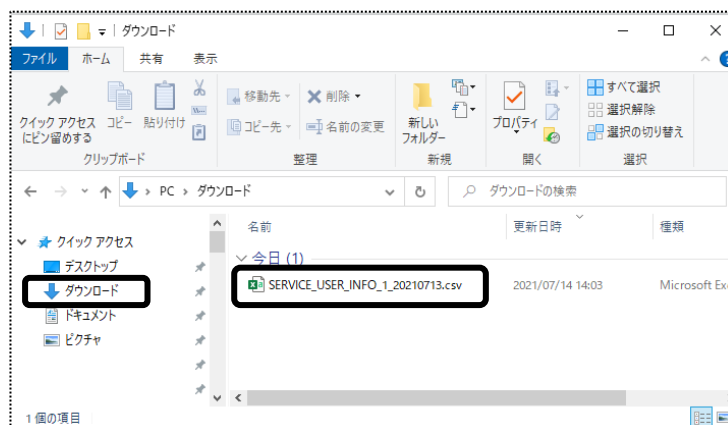 ダウンロード
ファイル ホーム 共有 表示
クイック アクセス
にピン留めする
コピー
貼り付け
移動先
削除
コピー先
名前の変更
新しい
フォルダー
プロパティ
すべて選択
選択解除
選択の切り替え
クリップボード 整理 新規 開く 選択
PC › ダウンロード
ダウンロードの検索
名前 更新日時 種類
クイック アクセス
今日 (1)
デスクトップ
ダウンロード
SERVICE_USER_INFO_1_20210713.csv 2021/07/14 14:03 Microsoft Ex
ドキュメント
ピクチャ
1 個の項目